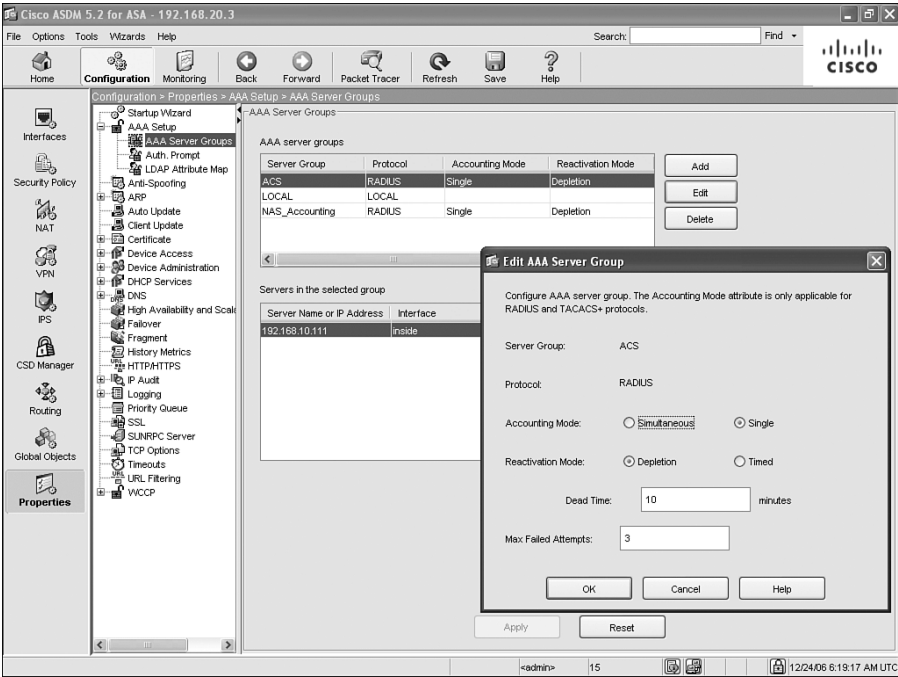 Cisco ASDM 5.2 for ASA - 192.168.20.3
File Options Tools Wizards Help Search: Find
Home Configuration Monitoring Back Forward Packet Tracer Refresh Save Help
CISCO
Configuration > Properties > AAA Setup > AAA Server Groups
Interfaces
Security Policy
NAT
VPN
IPS
CSD Manager
Routing
Global Objects
Properties
Startup Wizard
AAA Setup
AAA Server Groups
Auth. Prompt
LDAP Attribute Map
Anti-Spoofing
ARP
Auto Update
Client Update
Certificate
Device Access
Device Administration
DHCP Services
DNS
High Availability and Scala
Failover
Fragment
History Metrics
HTTP/HTTPS
IP Audit
Logging
Priority Queue
SSL
SUNRPC Server
TCP Options
Timeouts
URL Filtering
WCCP
AAA Server Groups
AAA server groups
Server Group Protocol Accounting Mode Reactivation Mode
ACS RADIUS Single Depletion
LOCAL LOCAL
NAS_Accounting RADIUS Single Depletion
Add
Edit
Delete
Servers in the selected group
Server Name or IP Address Interface
192.168.10.111 inside
Edit AAA Server Group
Configure AAA server group. The Accounting Mode attribute is only applicable for
RADIUS and TACACS+ protocols.
Server Group: ACS
Protocol: RADIUS
Accounting Mode: Simultaneous Single
Reactivation Mode: Depletion Timed
Dead Time: 10 minutes
Max Failed Attempts: 3
OK Cancel Help
Apply Reset
<admin> 15 12/24/06 6:19:17 AM UTC